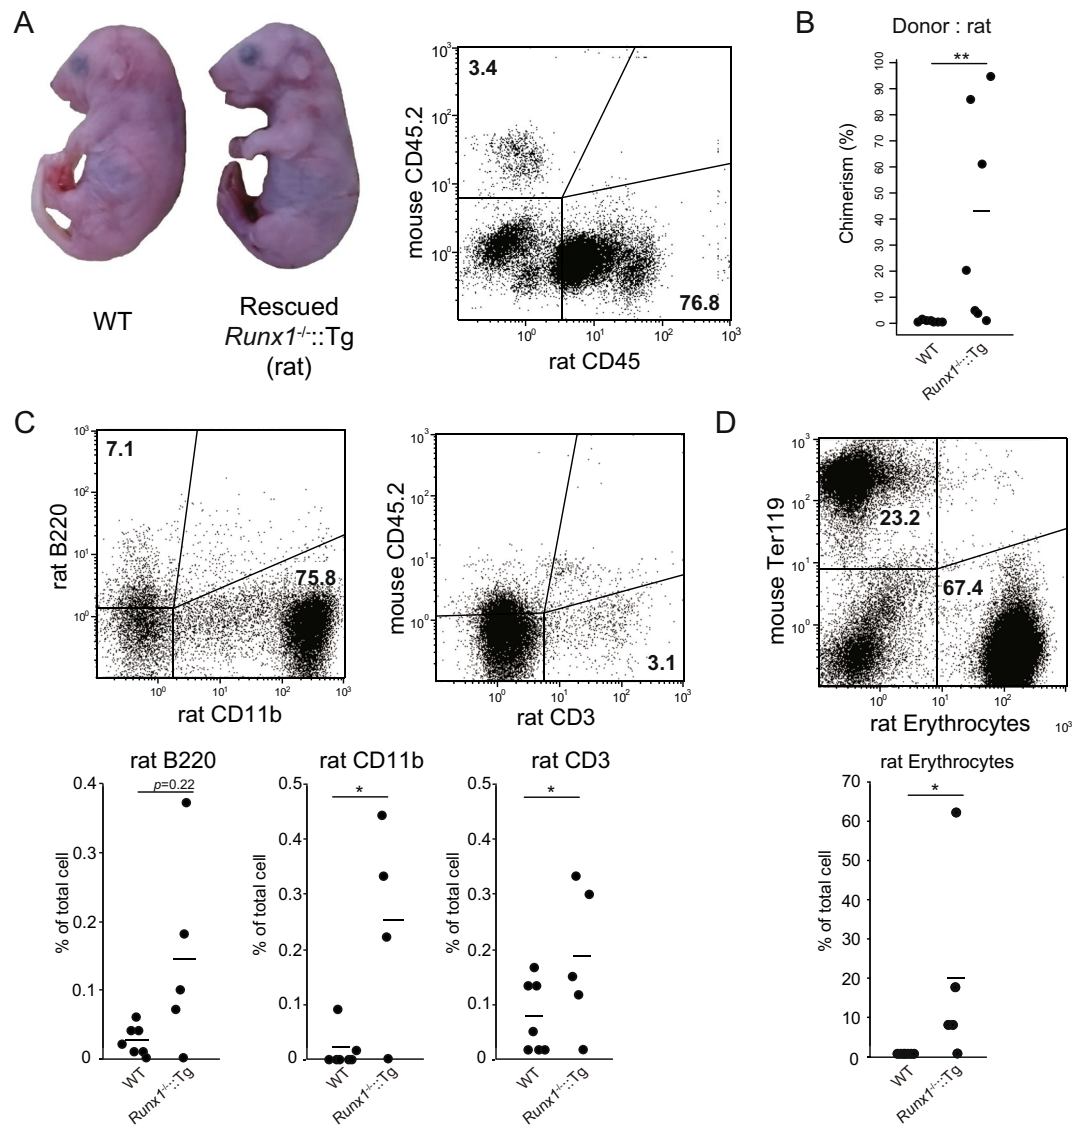 A
WT
Rescued
Runx1-/-::Tg
(rat)
3.4
76.8
mouse CD45.2
10³
10²
10¹
10⁰
10⁰
10¹
10²
10³
rat CD45
B
Donor : rat
**
Chimerism (%)
100
90
80
70
60
50
40
30
20
10
0
WT
Runx1-/-::Tg
C
7.1
75.8
rat B220
10³
10²
10¹
10⁰
10⁰
10¹
10²
10³
rat CD11b
mouse CD45.2
10³
10²
10¹
10⁰
3.1
10⁰
10¹
10²
10³
rat CD3
D
mouse Ter119
10³
10²
10¹
10⁰
23.2
67.4
10⁰
10¹
10²
10³
rat Erythrocytes
rat B220
p=0.22
% of total cell
0.4
0.3
0.2
0.1
0
WT
Runx1-/-::Tg
rat CD11b
*
% of total cell
0.5
0.4
0.3
0.2
0.1
0
WT
Runx1-/-::Tg
rat CD3
*
% of total cell
0.5
0.4
0.3
0.2
0.1
0
WT
Runx1-/-::Tg
rat Erythrocytes
*
% of total cell
70
60
50
40
30
20
10
0
WT
Runx1-/-::Tg